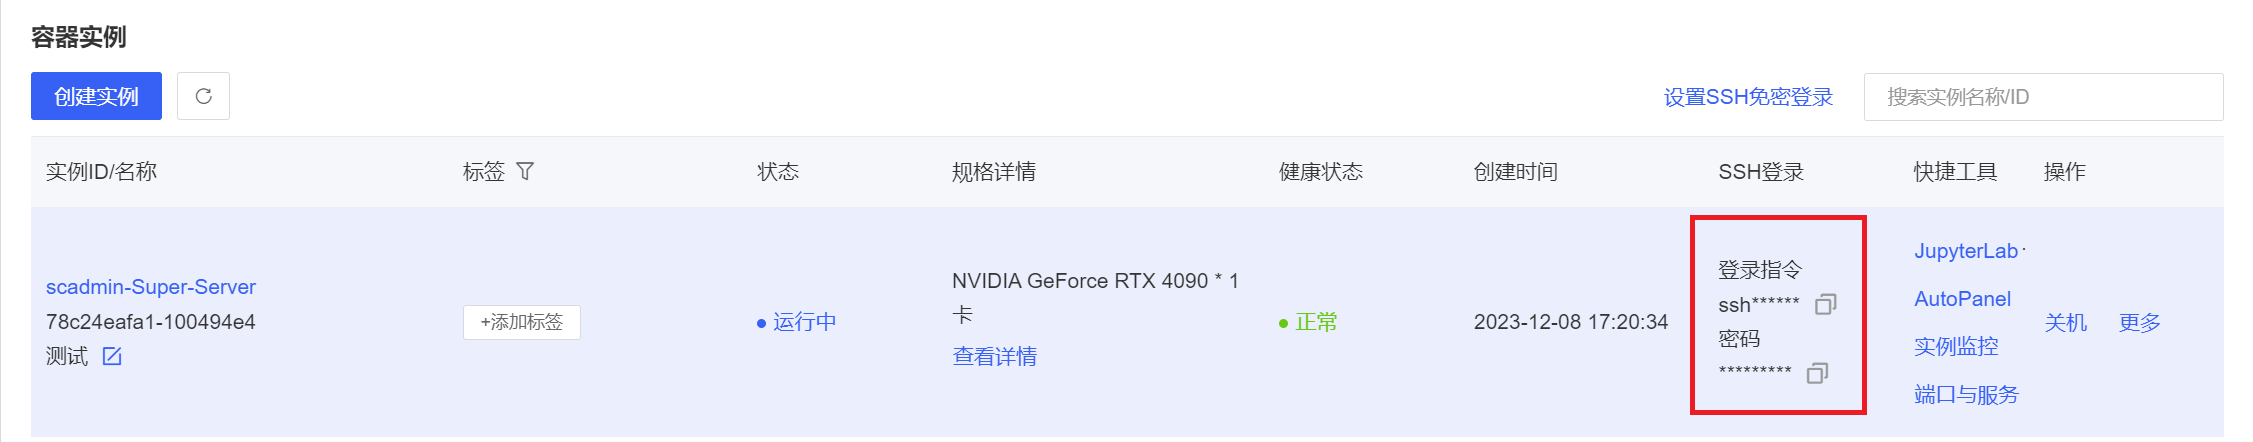 容器实例
创建实例
设置SSH免密登录
搜索实例名称/ID
实例ID/名称
标签
状态
规格详情
健康状态
创建时间
SSH登录
快捷工具
操作
scadmin-Super-Server
78c24eafa1-100494e4
测试
+添加标签
运行中
NVIDIA GeForce RTX 4090 * 1
卡
查看详情
正常
2023-12-08 17:20:34
登录指令
ssh******
密码
*********
JupyterLab
AutoPanel
实例监控
端口与服务
关机
更多